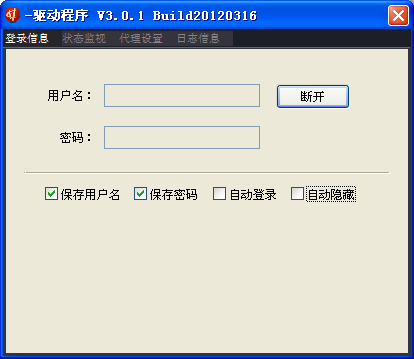 -驱动程序 V3.0.1 Build20120316
登录信息 状态监视 代理设置 日志信息
用户名： 断开
密码：
保存用户名 保存密码 自动登录 自动隐藏